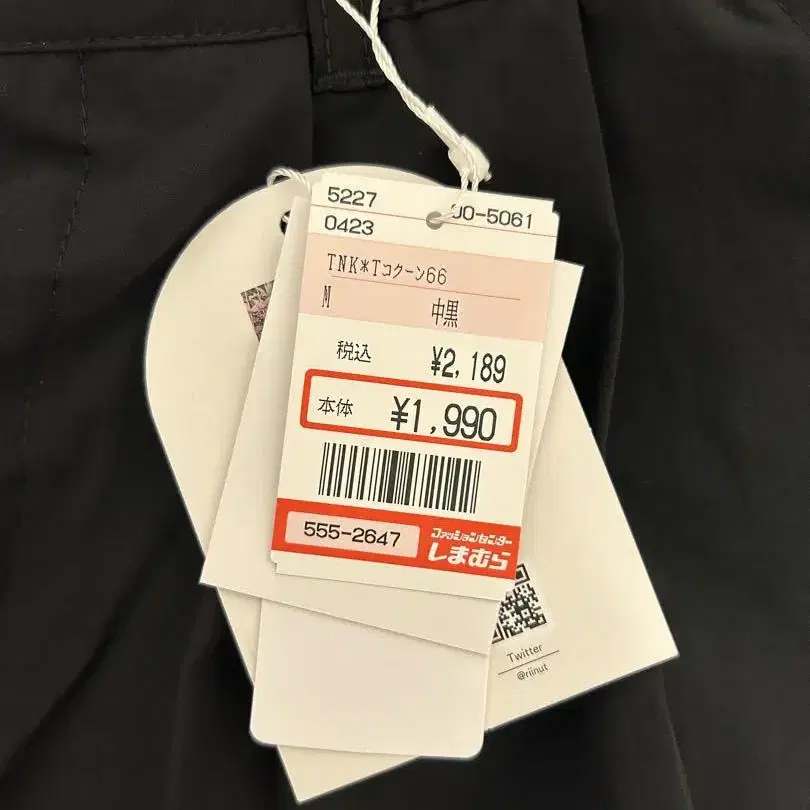 5227
00-5061
0423
TNK*Tコクーン66
M 中黒
税込 ¥2,189
本体 ¥1,990
555-2647
ファッションセンター
しまむら
Twitter
@riinut